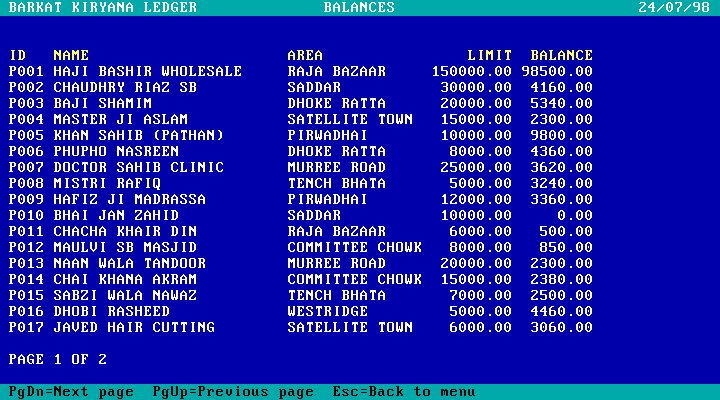 BARKAT KIRYANA LEDGER BALANCES 24/07/98
ID NAME AREA LIMIT BALANCE
P001 HAJI BASHIR WHOLESALE RAJA BAZAAR 150000.00 98500.00
P002 CHAUDHRY RIAZ SB SADDAR 30000.00 4160.00
P003 BAJI SHAMIM DHOKE RATTA 20000.00 5340.00
P004 MASTER JI ASLAM SATELLITE TOWN 15000.00 2300.00
P005 KHAN SAHIB (PATHAN) PIRWADHAI 10000.00 9800.00
P006 PHUPHO NASREEN DHOKE RATTA 8000.00 4360.00
P007 DOCTOR SAHIB CLINIC MURREE ROAD 25000.00 3620.00
P008 MISTRI RAFIQ TENCH BHATA 5000.00 3240.00
P009 HAFIZ JI MADRASSA PIRWADHAI 12000.00 3360.00
P010 BHAI JAN ZAHID SADDAR 10000.00 0.00
P011 CHACHA KHAIR DIN RAJA BAZAAR 6000.00 500.00
P012 MAULVI SB MASJID COMMITTEE CHOWK 8000.00 850.00
P013 NAAN WALA TANDOOR MURREE ROAD 20000.00 2300.00
P014 CHAI KHANA AKRAM COMMITTEE CHOWK 15000.00 2380.00
P015 SABZI WALA NAWAZ TENCH BHATA 7000.00 2500.00
P016 DHOBI RASHEED WESTRIDGE 5000.00 4460.00
P017 JAVED HAIR CUTTING SATELLITE TOWN 6000.00 3060.00
PAGE 1 OF 2
PgDn=Next page PgUp=Previous page Esc=Back to menu